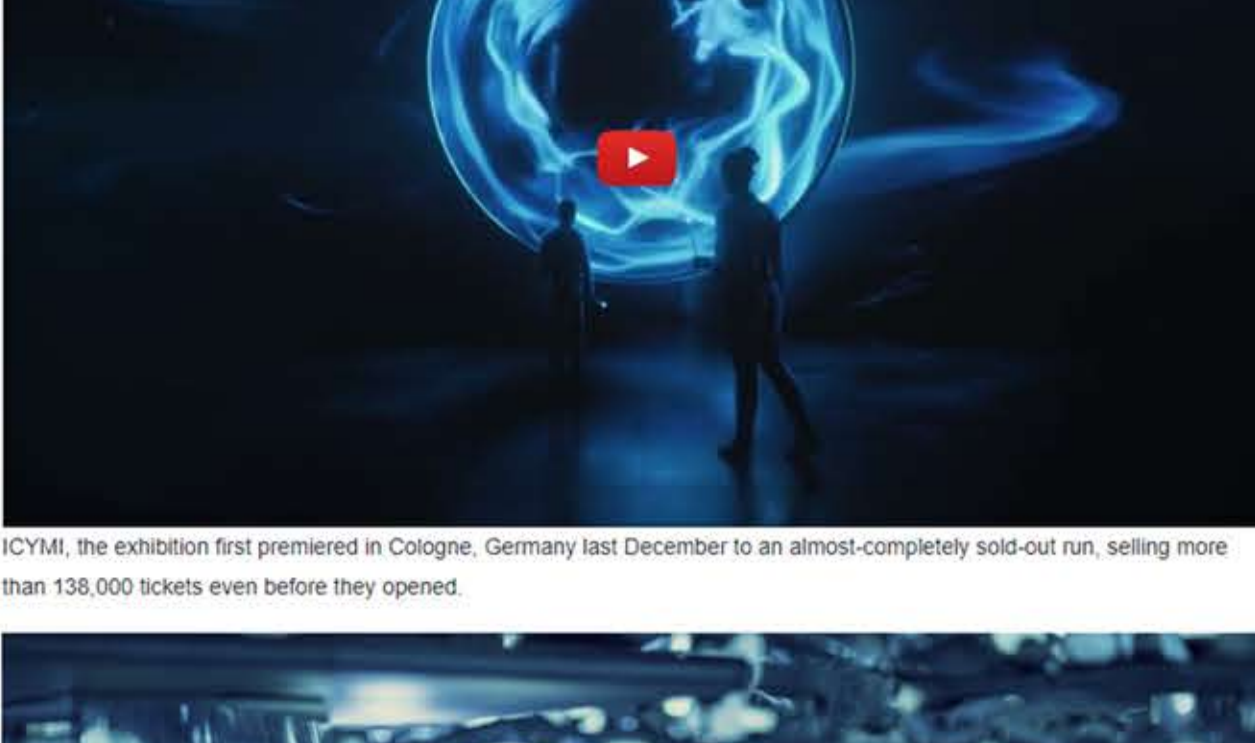 ICYMI, the exhibition first premiered in Cologne, Germany last December to an almost-completely sold-out run, selling more
than 138,000 tickets even before they opened.